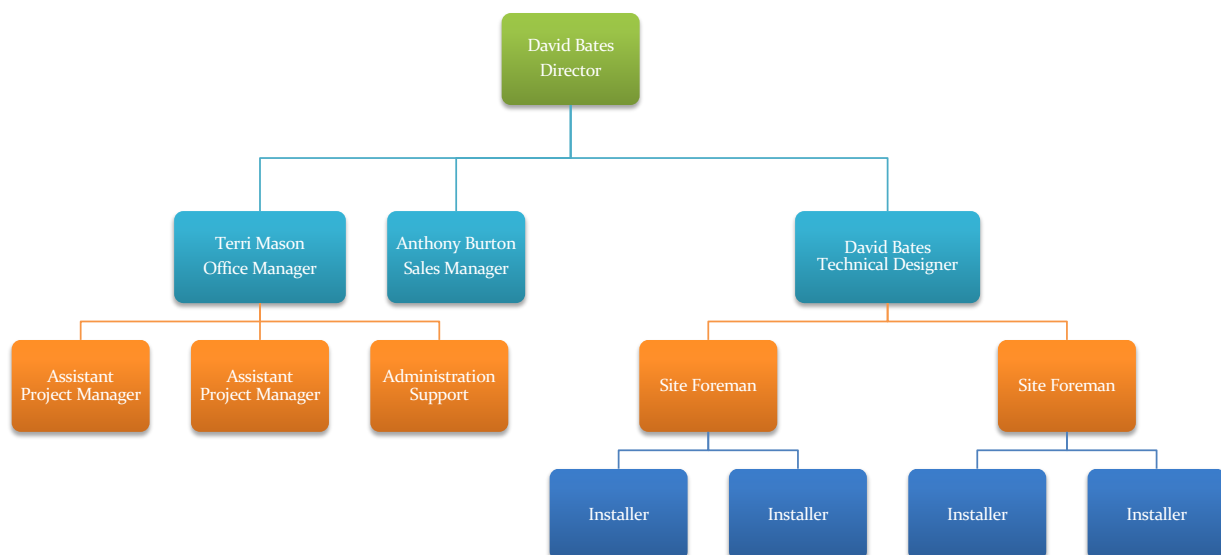 David Bates
Director
Terri Mason
Office Manager
Anthony Burton
Sales Manager
David Bates
Technical Designer
Assistant
Project Manager
Assistant
Project Manager
Administration
Support
Site Foreman
Site Foreman
Installer
Installer
Installer
Installer